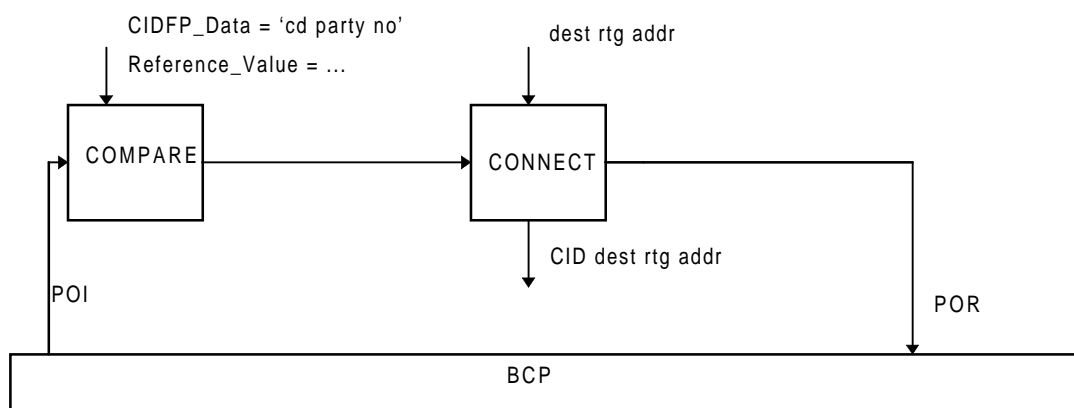 CIDFP_Data = ‘cd party no’
dest rtg addr
Reference_Value = ...
COMPARE
CONNECT
CID dest rtg addr
POI
POR
BCP